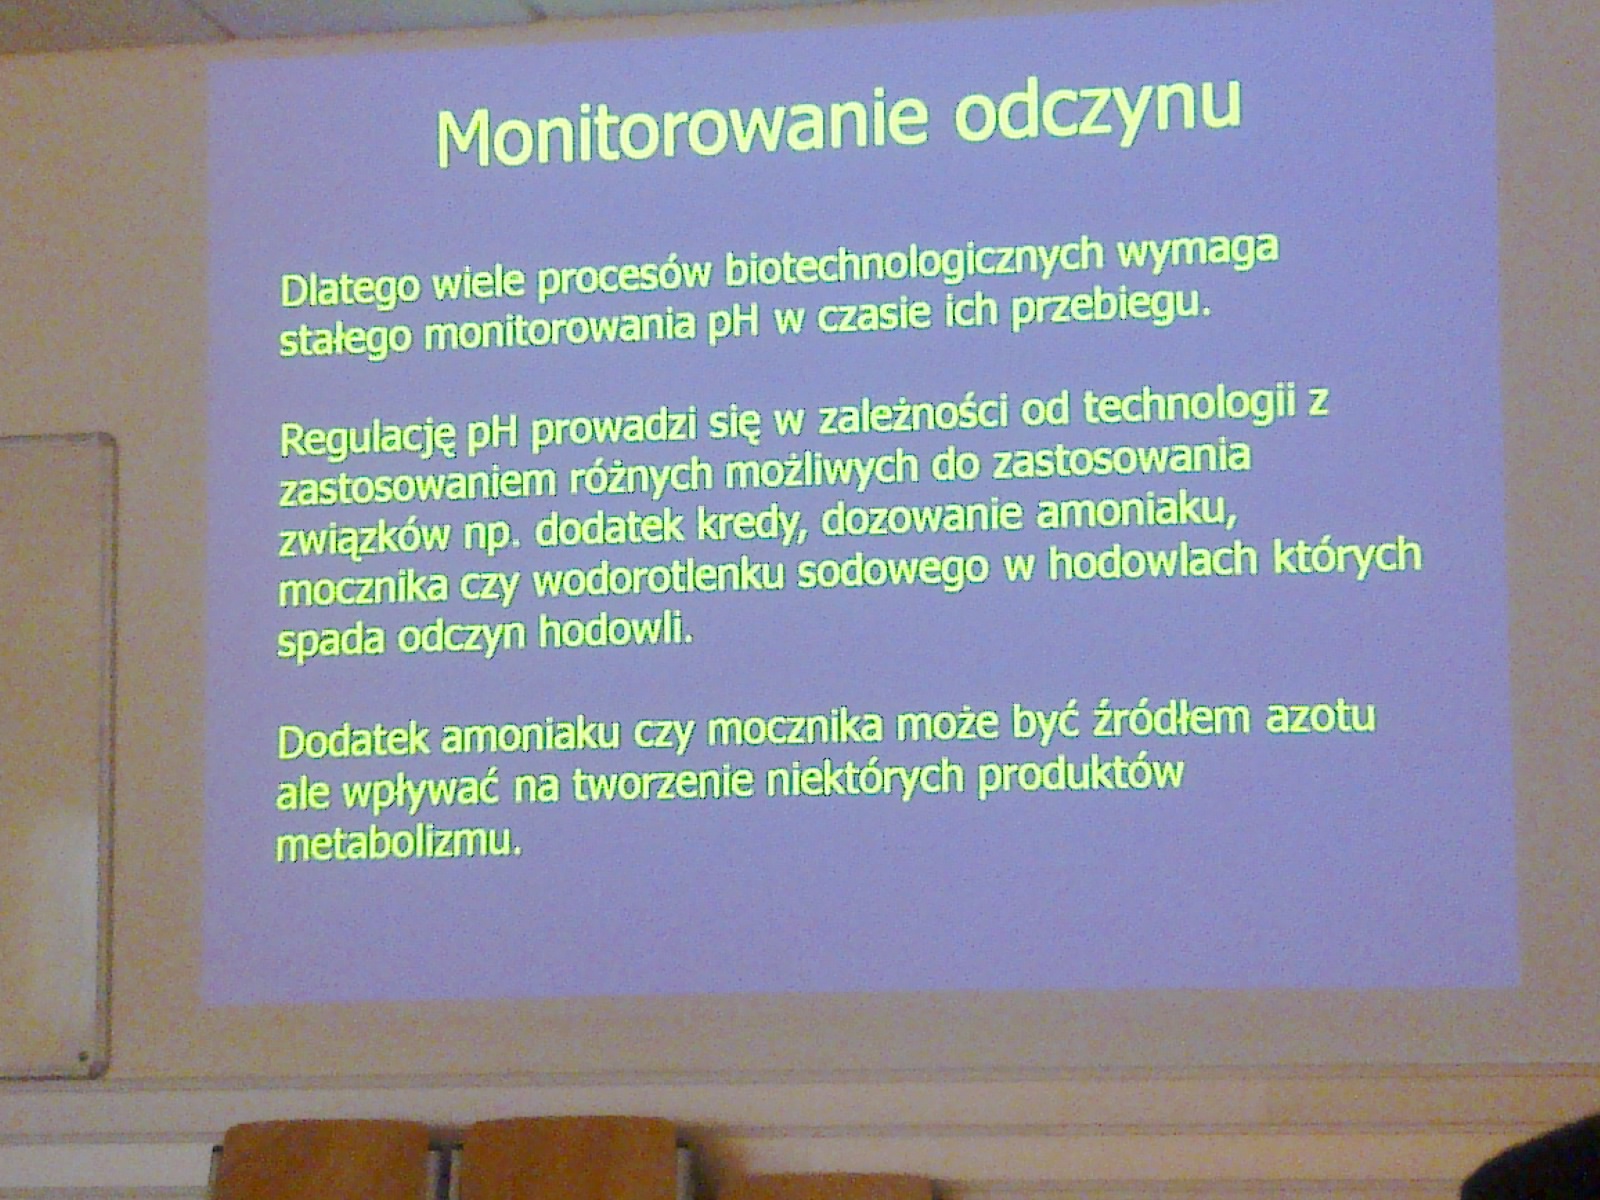 Monitorowanie odczynu
Dlatego wiele procesów biotechnologicznych wymaga
stałego monitorowania pH w czasie ich przebiegu.
Regulację pH prowadzi się w zależności od technologii z
zastosowaniem różnych możliwych do zastosowania
związków np. dodatek kredy, dozowanie amoniaku,
mocznika czy wodorotlenku sodowego w hodowlach których
spada odczyn hodowli.
Dodatek amoniaku czy mocznika może być źródłem azotu
ale wpływać na tworzenie niektórych produktów
metabolizmu.